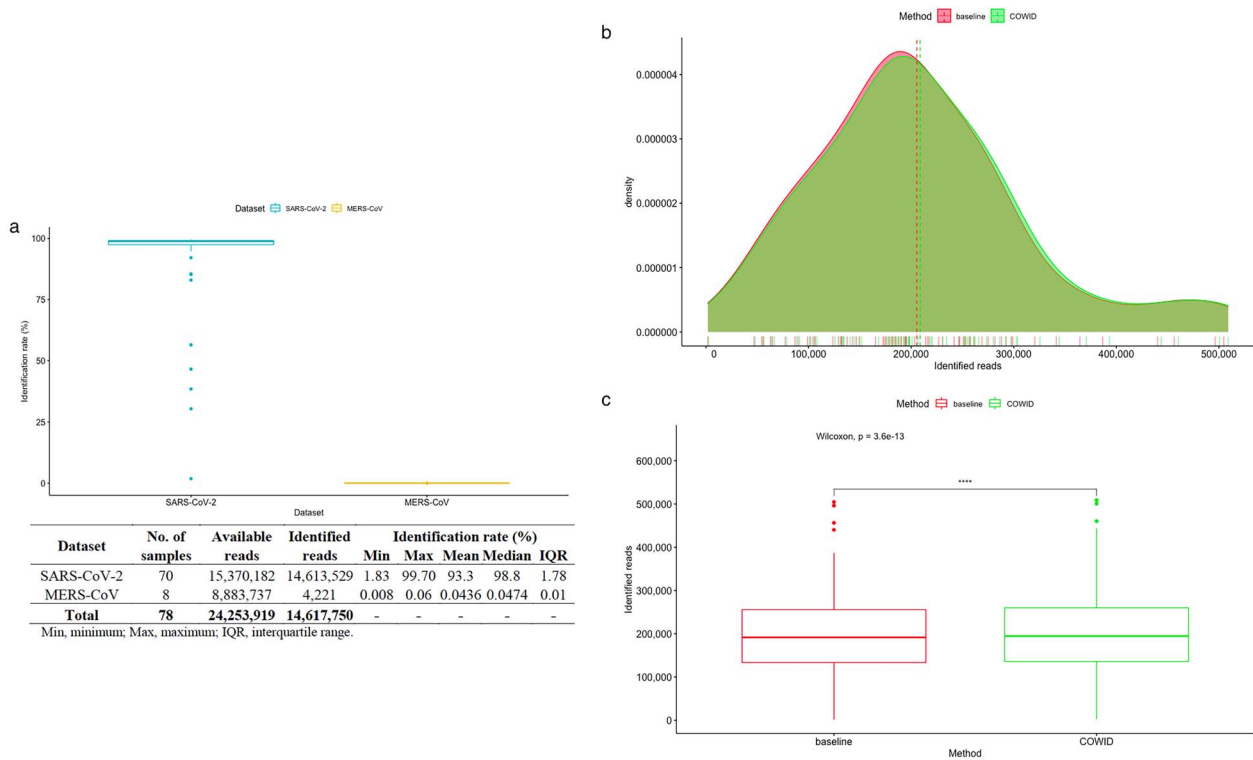 a
Dataset SARS-CoV-2 MERS-CoV
Identification rate (%)
100
75
50
25
0
SARS-CoV-2 MERS-CoV
Dataset
Dataset No. of samples Available reads Identified reads Identification rate (%)
Min Max Mean Median IQR
SARS-CoV-2 70 15,370,182 14,613,529 1.83 99.70 93.3 98.8 1.78
MERS-CoV 8 8,883,737 4,221 0.008 0.06 0.0436 0.0474 0.01
Total 78 24,253,919 14,617,750 - - - - -
Min, minimum; Max, maximum; IQR, interquartile range.
b
Method baseline COWID
density
0.000004
0.000003
0.000002
0.000001
0.000000
0 100,000 200,000 300,000 400,000 500,000
Identified reads
c
Method baseline COWID
Wilcoxon, p = 3.6e-13
****
Identified reads
600,000
500,000
400,000
300,000
200,000
100,000
0
baseline COWID
Method